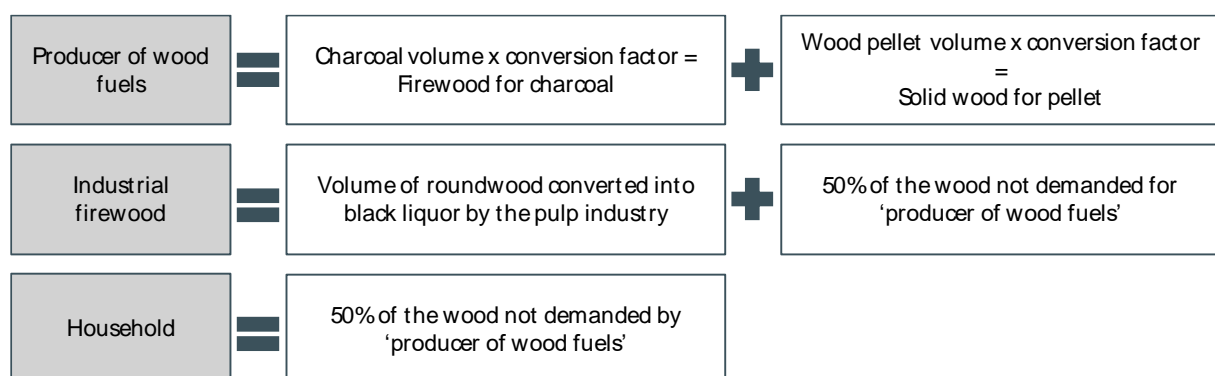 Producer of wood
fuels
Charcoal volume x conversion factor =
Firewood for charcoal
Wood pellet volume x conversion factor
=
Solid wood for pellet
Industrial
firewood
Volume of roundwood converted into
black liquor by the pulp industry
50% of the wood not demanded for
‘producer of wood fuels’
Household
50% of the wood not demanded by
‘producer of wood fuels’